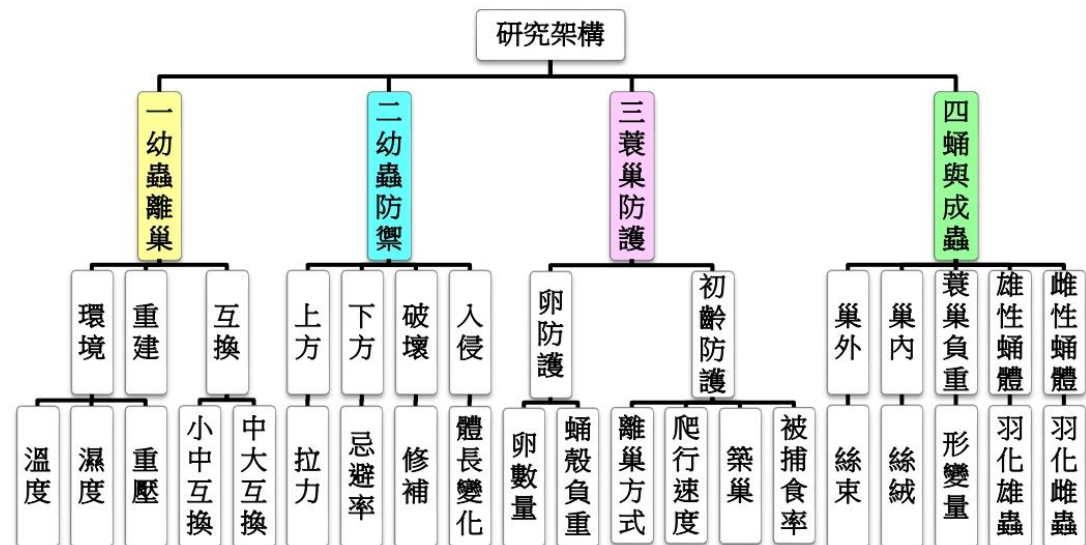 研究架構
一幼蟲離巢
二幼蟲防禦
三蓑巢防護
四蛹與成蟲
環境
重建
互換
上方
下方
破壞
入侵
卵防護
初齡防護
巢外
巢內
蓑巢負重
雄性蛹體
雌性蛹體
溫度
濕度
重壓
小中互換
中大互換
拉力
忌避率
修補
體長變化
卵數量
蛹殼負重
離巢方式
爬行速度
築巢
被捕食率
絲束
絲絨
形變量
羽化雄蟲
羽化雌蟲